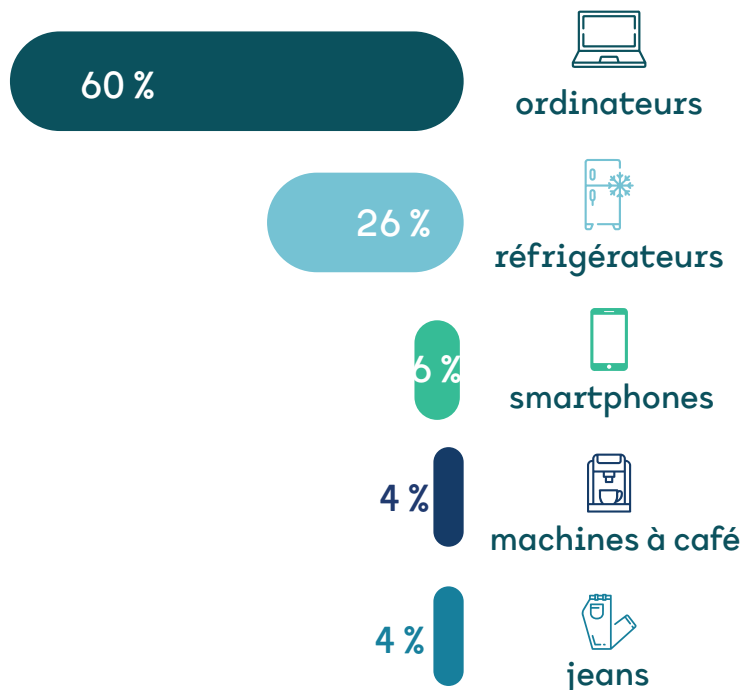 60 %
ordinateurs
26 %
réfrigérateurs
6 %
smartphones
4 %
machines à café
4 %
jeans